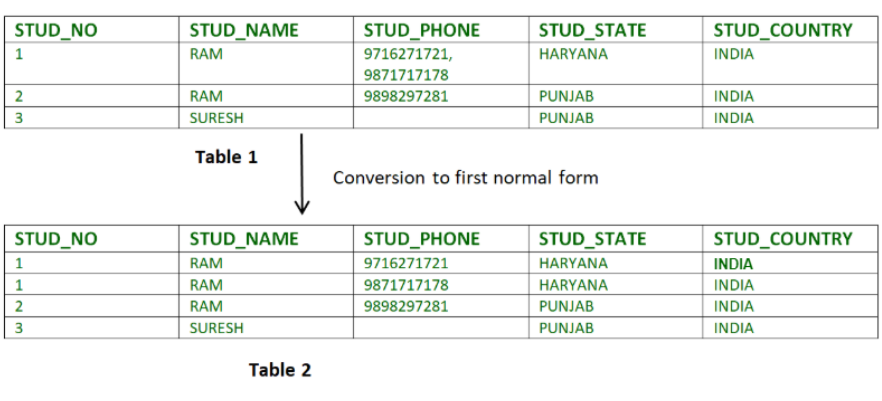 STUD_NO STUD_NAME STUD_PHONE STUD_STATE STUD_COUNTRY
1 RAM 9716271721, HARYANA INDIA
9871717178
2 RAM 9898297281 PUNJAB INDIA
3 SURESH PUNJAB INDIA
Table 1
Conversion to first normal form
STUD_NO STUD_NAME STUD_PHONE STUD_STATE STUD_COUNTRY
1 RAM 9716271721 HARYANA INDIA
1 RAM 9871717178 HARYANA INDIA
2 RAM 9898297281 PUNJAB INDIA
3 SURESH PUNJAB INDIA
Table 2